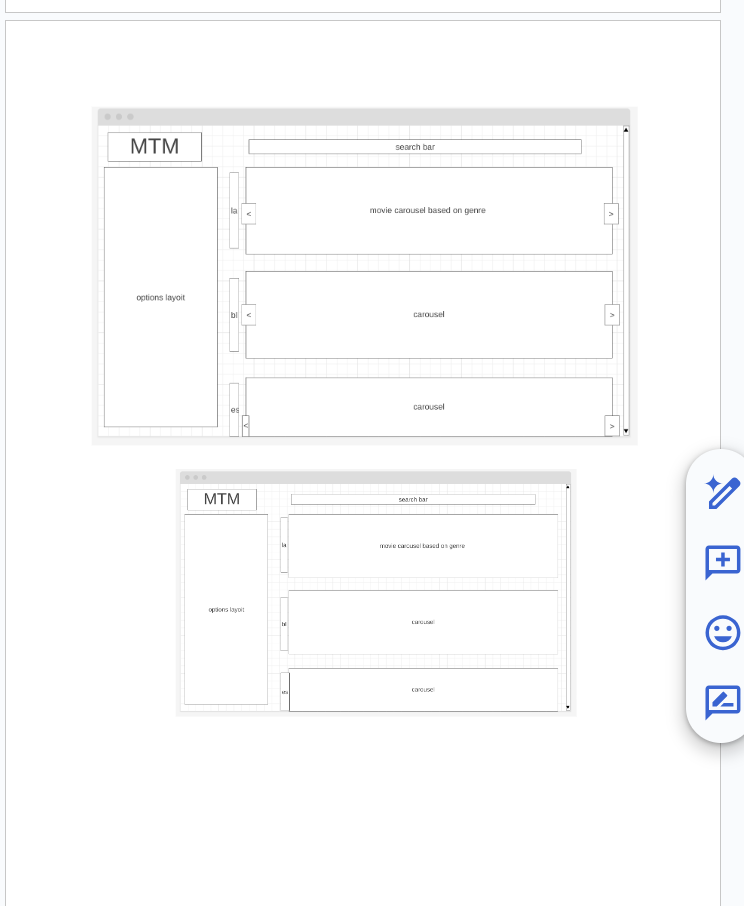 MTM
search bar
la
<
movie carousel based on genre
>
options layoit
bl
<
carousel
>
es
<
carousel
>
MTM
search bar
la
movie carousel based on genre
options layoit
bl
carousel
es
carousel